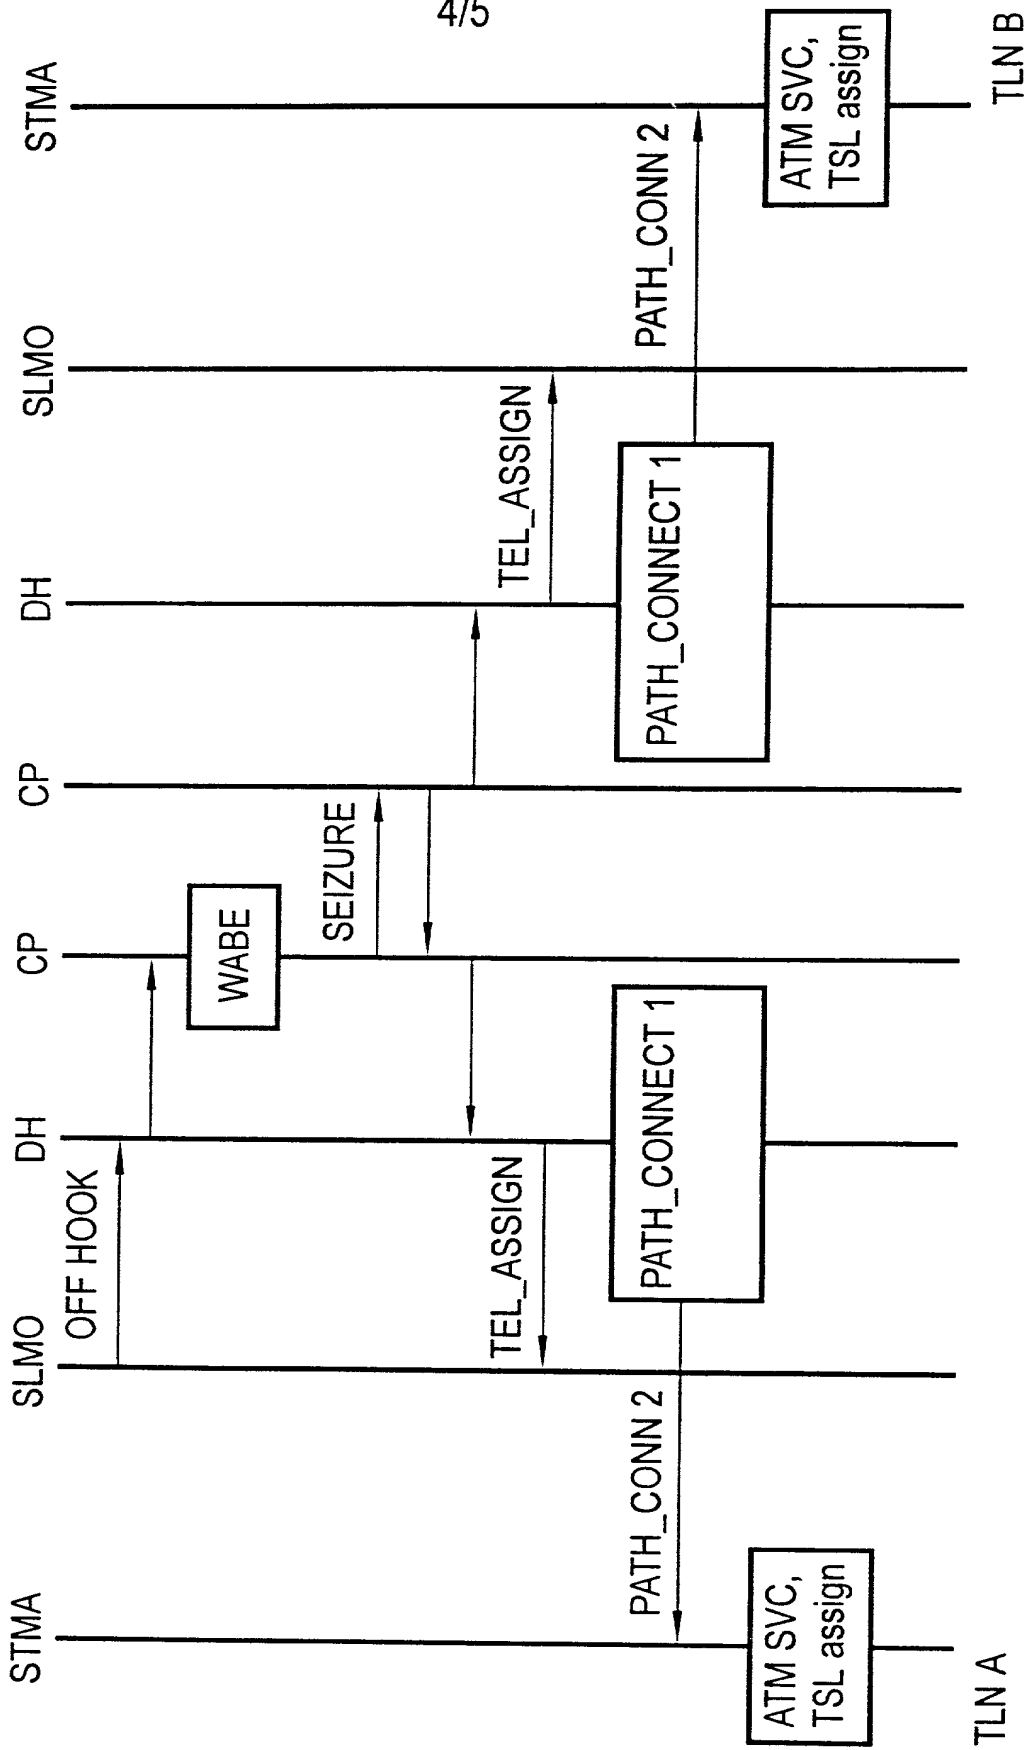 4/5
STMA
SLMO
DH
CP
CP
DH
SLMO
STMA
OFF HOOK
WABE
SEIZURE
TEL_ASSIGN
TEL_ASSIGN
PATH_CONNECT 1
PATH_CONNECT 1
PATH_CONN 2
PATH_CONN 2
ATM SVC,
TSL assign
ATM SVC,
TSL assign
TLN A
TLN B